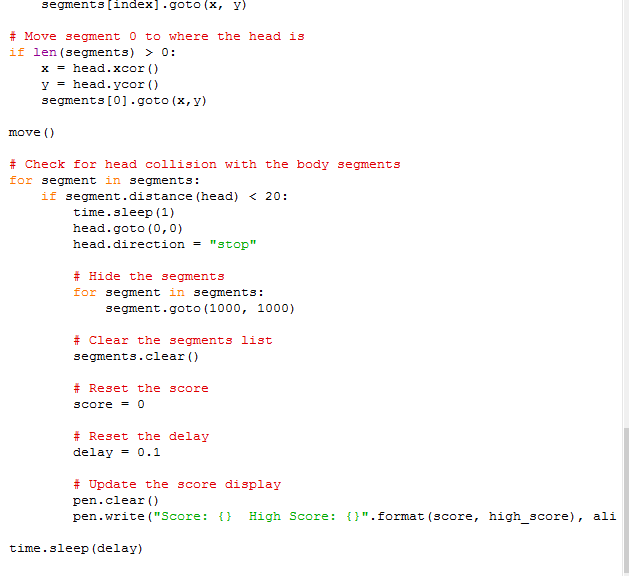 segments[index].goto(x, y)
# Move segment 0 to where the head is
if len(segments) > 0:
x = head.xcor()
y = head.ycor()
segments[0].goto(x,y)
move()
# Check for head collision with the body segments
for segment in segments:
if segment.distance(head) < 20:
time.sleep(1)
head.goto(0,0)
head.direction = "stop"
# Hide the segments
for segment in segments:
segment.goto(1000, 1000)
# Clear the segments list
segments.clear()
# Reset the score
score = 0
# Reset the delay
delay = 0.1
# Update the score display
pen.clear()
pen.write("Score: {}  High Score: {}".format(score, high_score), ali
time.sleep(delay)